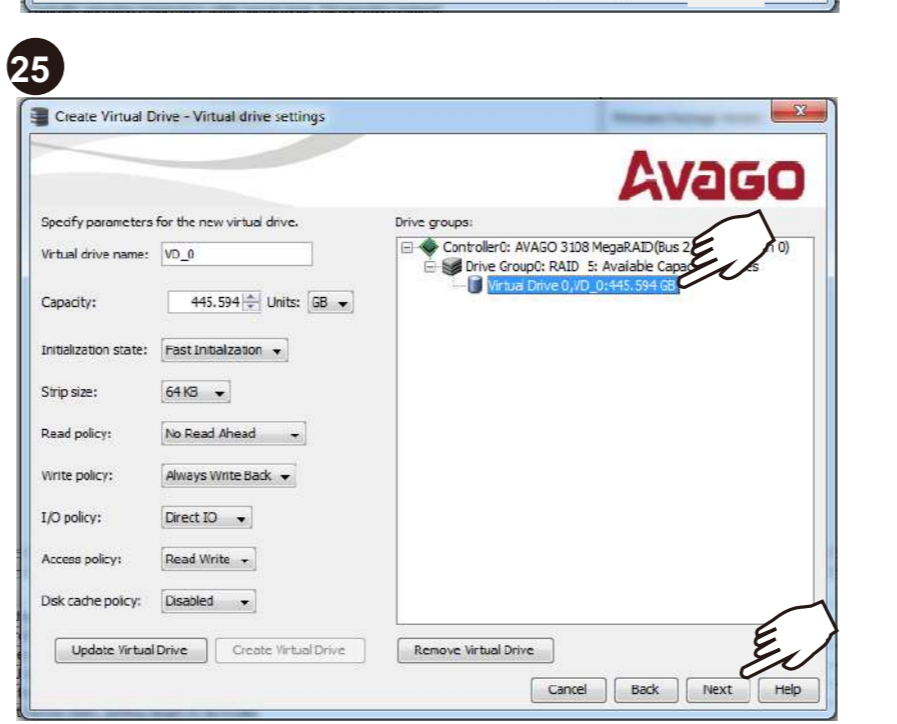 25
Create Virtual Drive - Virtual drive settings
Avago
Specify parameters for the new virtual drive.
Drive groups:
Virtual drive name: VD_0
Controller0: AVAGO 3108 MegaRAID(Bus 2 0)
Drive Group0: RAID 5: Available
Virtual Drive 0,VD_0:445.594 GB
Capacity: 445.594 Units: GB
Initialization state: Fast Initialization
Strip size: 64 KB
Read policy: No Read Ahead
Write policy: Always Write Back
I/O policy: Direct IO
Access policy: Read Write
Disk cache policy: Disabled
Update Virtual Drive Create Virtual Drive Remove Virtual Drive
Cancel Back Next Help